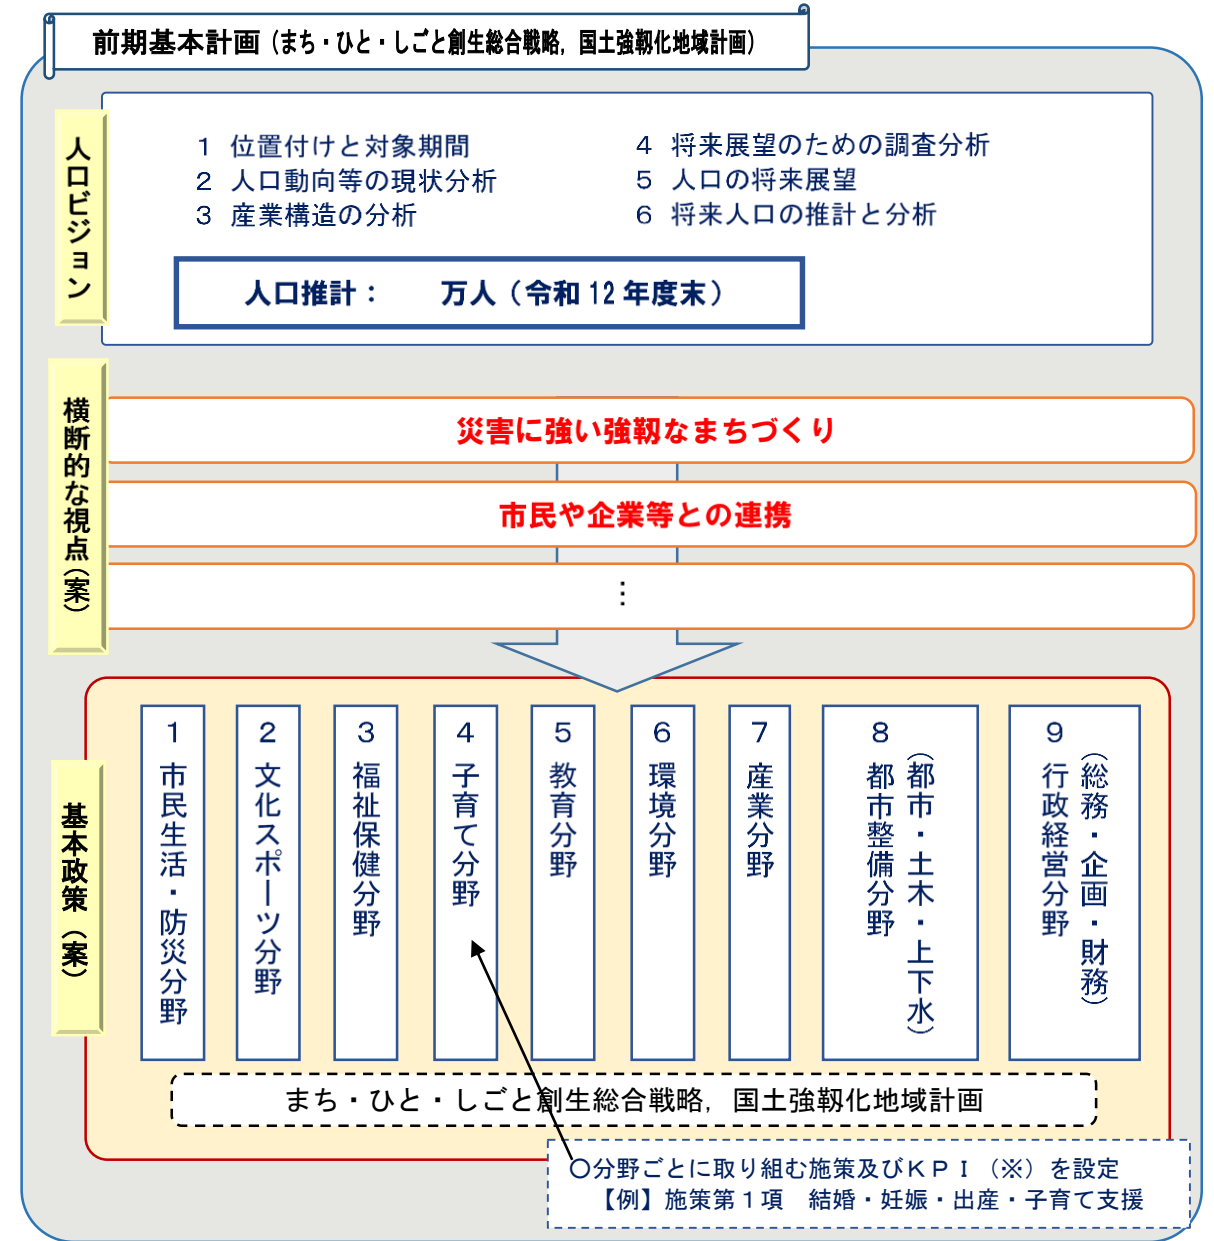 前期基本計画（まち・ひと・しごと創生総合戦略，国土強靱化地域計画）
人口ビジョン
１ 位置付けと対象期間
２ 人口動向等の現状分析
３ 産業構造の分析
４ 将来展望のための調査分析
５ 人口の将来展望
６ 将来人口の推計と分析
人口推計：　　万人（令和12年度末）
横断的な視点（案）
災害に強い強靱なまちづくり
市民や企業等との連携
⋮
基本政策（案）
１ 市民生活・防災分野
２ 文化スポーツ分野
３ 福祉保健分野
４ 子育て分野
５ 教育分野
６ 環境分野
７ 産業分野
８ 都市整備分野
（都市・土木・上下水）
９ 行政経営分野
（総務・企画・財務）
まち・ひと・しごと創生総合戦略，国土強靱化地域計画
○分野ごとに取り組む施策及びＫＰＩ（※）を設定
【例】施策第１項　結婚・妊娠・出産・子育て支援